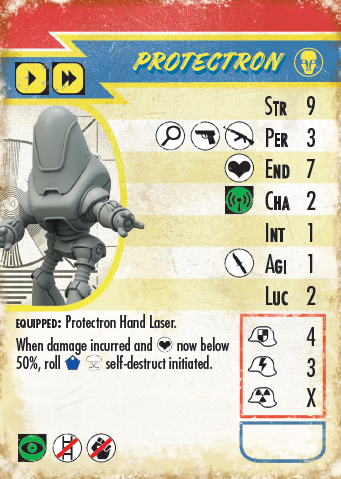 PROTECTRON
STR 9
PER 3
END 7
CHA 2
INT 1
AGI 1
LUC 2
EQUIPPED: Protectron Hand Laser.
When damage incurred and now below
50%, roll self-destruct initiated.
4
3
X